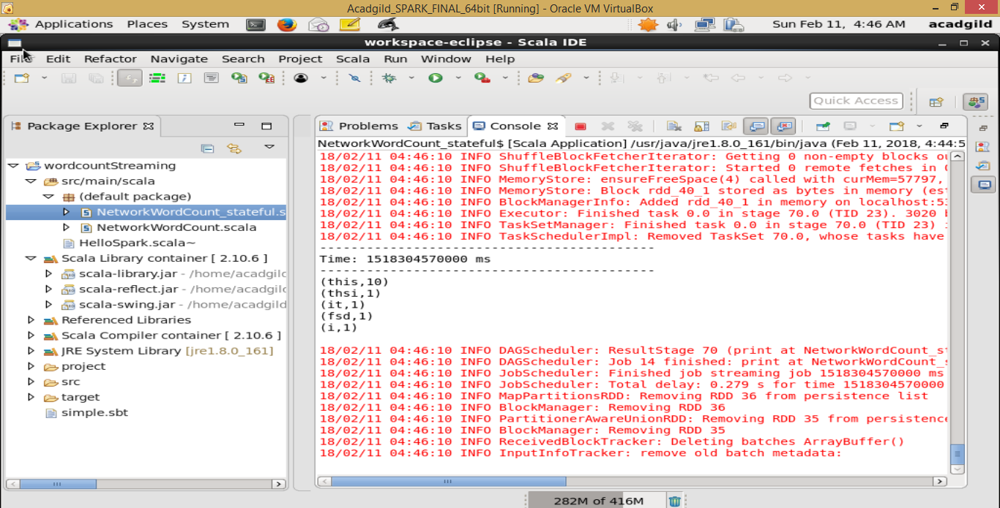 Acadgild_SPARK_FINAL_64bit [Running] - Oracle VM VirtualBox
Applications Places System Sun Feb 11, 4:46 AM acadgild
workspace-eclipse - Scala IDE
File Edit Refactor Navigate Search Project Scala Run Window Help
Quick Access
Package Explorer
wordcountStreaming
src/main/scala
(default package)
NetworkWordCount_stateful.s
NetworkWordCount.scala
HelloSpark.scala~
Scala Library container [ 2.10.6 ]
scala-library.jar - /home/acadgild
scala-reflect.jar - /home/acadgild
scala-swing.jar - /home/acadgild
Referenced Libraries
Scala Compiler container [ 2.10.6 ]
JRE System Library [jre1.8.0_161]
project
src
target
simple.sbt
Problems Tasks Console
NetworkWordCount_stateful$ [Scala Application] /usr/java/jre1.8.0_161/bin/java (Feb 11, 2018, 4:44:5
18/02/11 04:46:10 INFO ShuffleBlockFetcherIterator: Getting 0 non-empty blocks ou
18/02/11 04:46:10 INFO ShuffleBlockFetcherIterator: Started 0 remote fetches in
18/02/11 04:46:10 INFO MemoryStore: ensureFreeSpace(4) called with curMem=57797,
18/02/11 04:46:10 INFO MemoryStore: Block rdd_40_1 stored as bytes in memory (est
18/02/11 04:46:10 INFO BlockManagerInfo: Added rdd_40_1 in memory on localhost:53
18/02/11 04:46:10 INFO Executor: Finished task 0.0 in stage 70.0 (TID 23). 3020 b
18/02/11 04:46:10 INFO TaskSetManager: Finished task 0.0 in stage 70.0 (TID 23) i
18/02/11 04:46:10 INFO TaskSchedulerImpl: Removed TaskSet 70.0, whose tasks have
-------------------------------------------
Time: 1518304570000 ms
-------------------------------------------
(this,10)
(thsi,1)
(it,1)
(fsd,1)
(i,1)
18/02/11 04:46:10 INFO DAGScheduler: ResultStage 70 (print at NetworkWordCount_st
18/02/11 04:46:10 INFO DAGScheduler: Job 14 finished: print at NetworkWordCount_s
18/02/11 04:46:10 INFO JobScheduler: Finished job streaming job 1518304570000 ms
18/02/11 04:46:10 INFO JobScheduler: Total delay: 0.279 s for time 1518304570000
18/02/11 04:46:10 INFO MapPartitionsRDD: Removing RDD 36 from persistence list
18/02/11 04:46:10 INFO BlockManager: Removing RDD 36
18/02/11 04:46:10 INFO PartitionerAwareUnionRDD: Removing RDD 35 from persistence
18/02/11 04:46:10 INFO BlockManager: Removing RDD 35
18/02/11 04:46:10 INFO ReceivedBlockTracker: Deleting batches ArrayBuffer()
18/02/11 04:46:10 INFO InputInfoTracker: remove old batch metadata:
282M of 416M